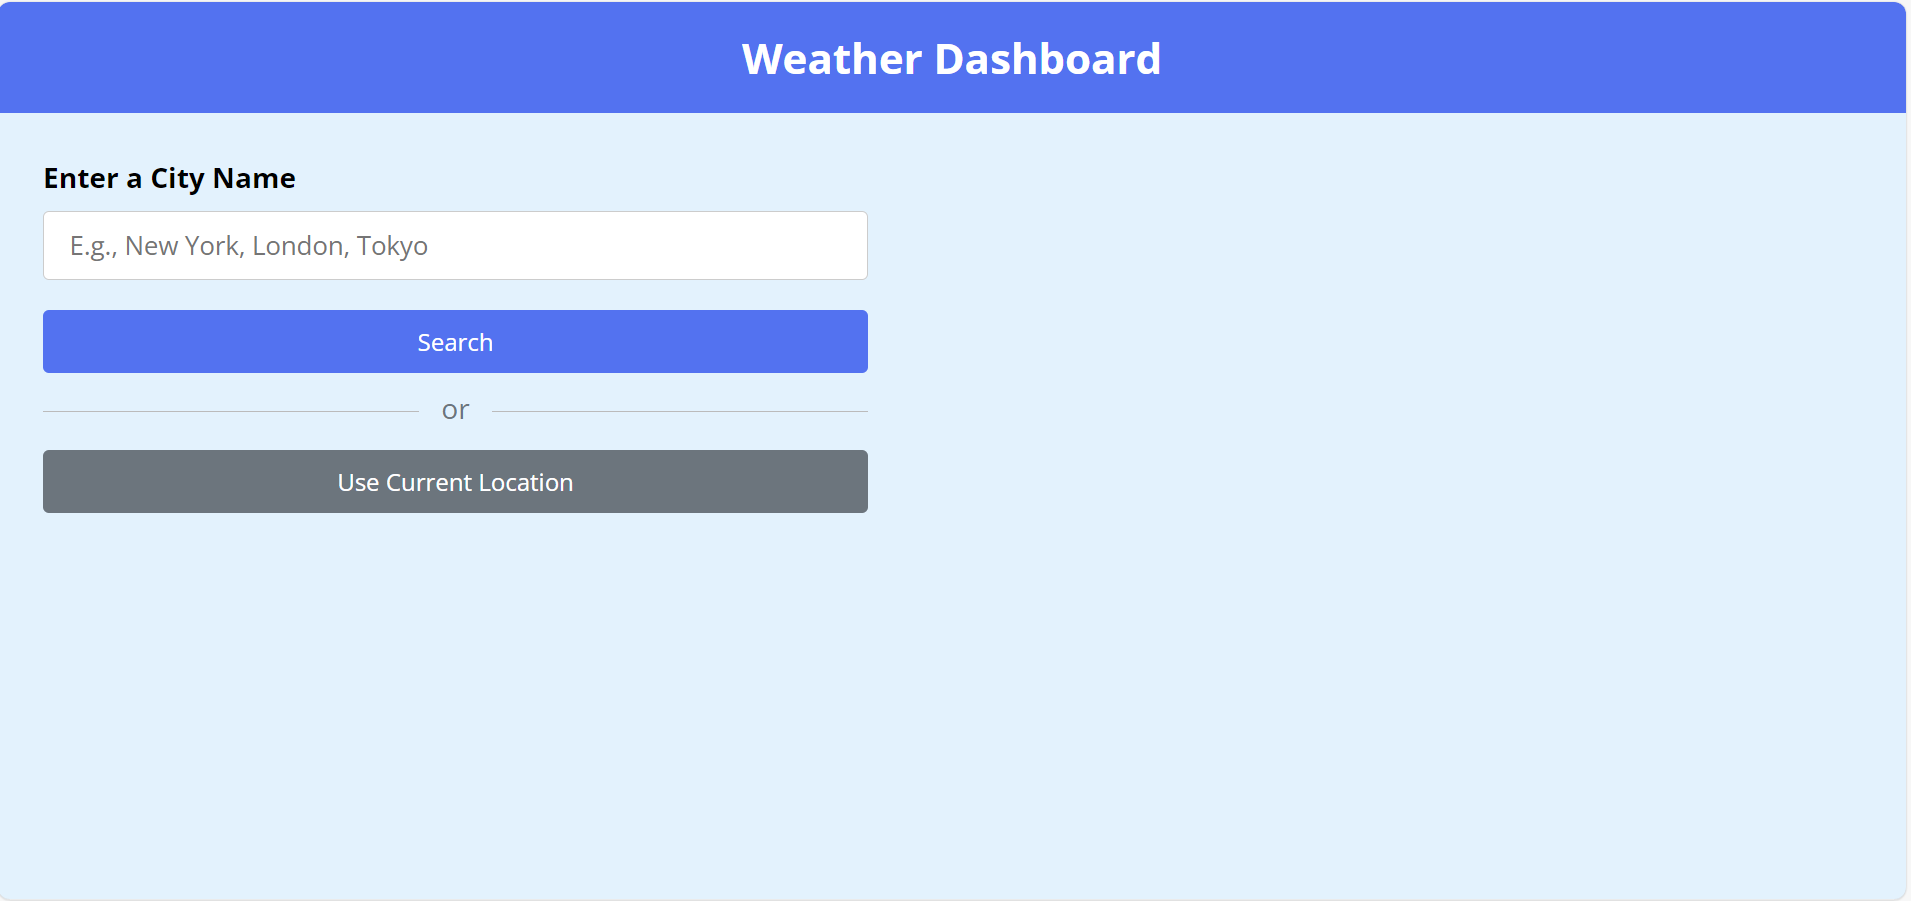 Weather Dashboard
Enter a City Name
E.g., New York, London, Tokyo
Search
or
Use Current Location